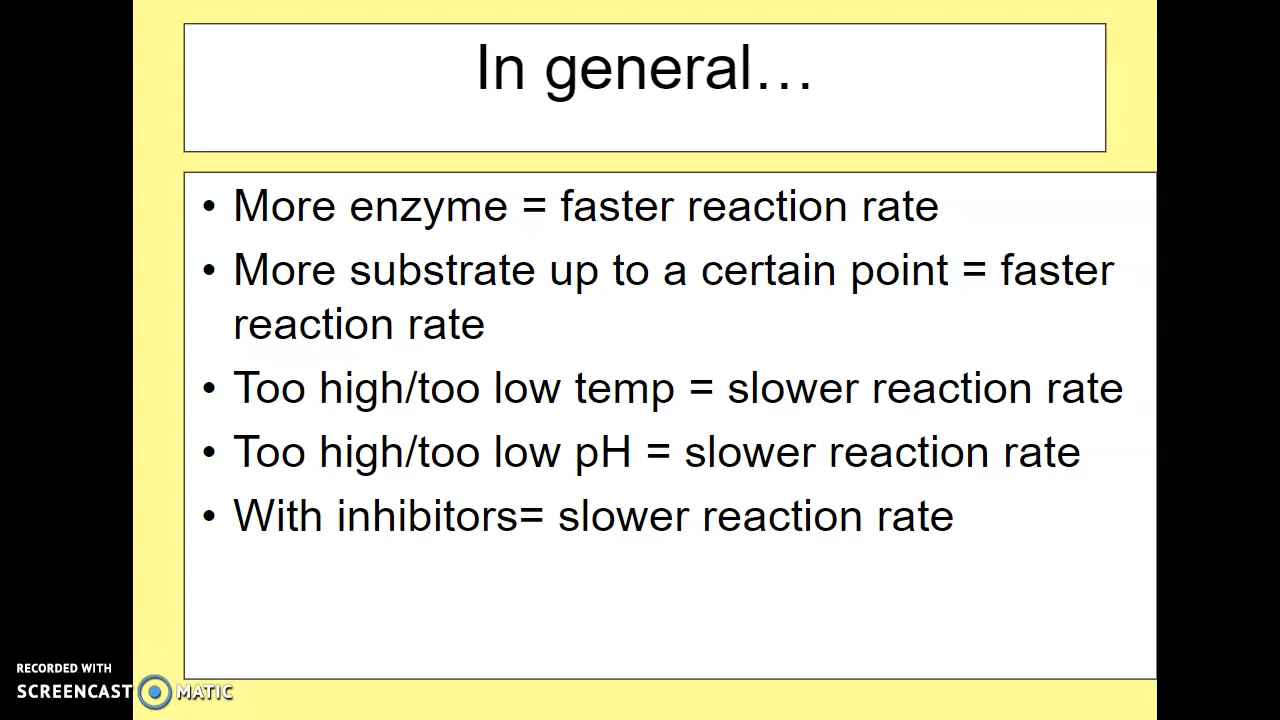 In general…
• More enzyme = faster reaction rate
• More substrate up to a certain point = faster
reaction rate
• Too high/too low temp = slower reaction rate
• Too high/too low pH = slower reaction rate
• With inhibitors= slower reaction rate
RECORDED WITH
SCREENCAST MATIC